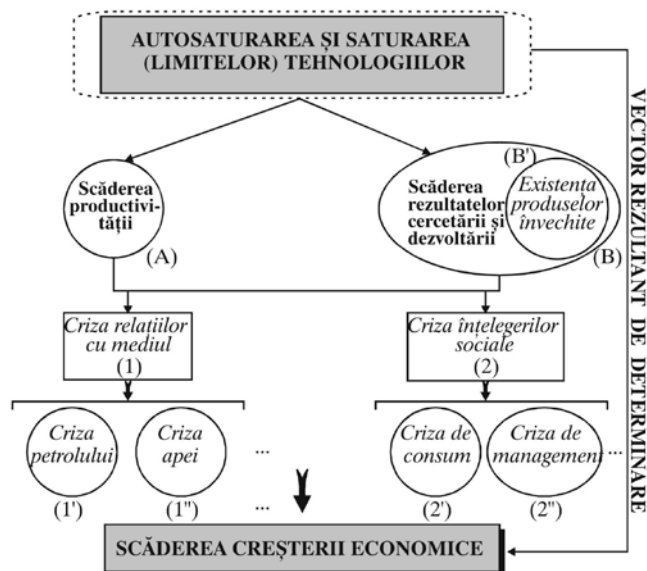 AUTOSATURAREA ȘI SATURAREA
(LIMITELOR) TEHNOLOGIILOR
VECTOR REZULTANT DE DETERMINARE
Scăderea
productivi-
tății
(A)
(B')
Scăderea
rezultatelor
cercetării și
dezvoltării
Existența
produselor
învechite
(B)
Criza relațiilor
cu mediul
(1)
Criza înțelegerilor
sociale
(2)
Criza
petrolului
(1')
Criza
apei
(1")
...
...
Criza de
consum
(2')
Criza de
management
(2")
...
SCĂDEREA CREȘTERII ECONOMICE